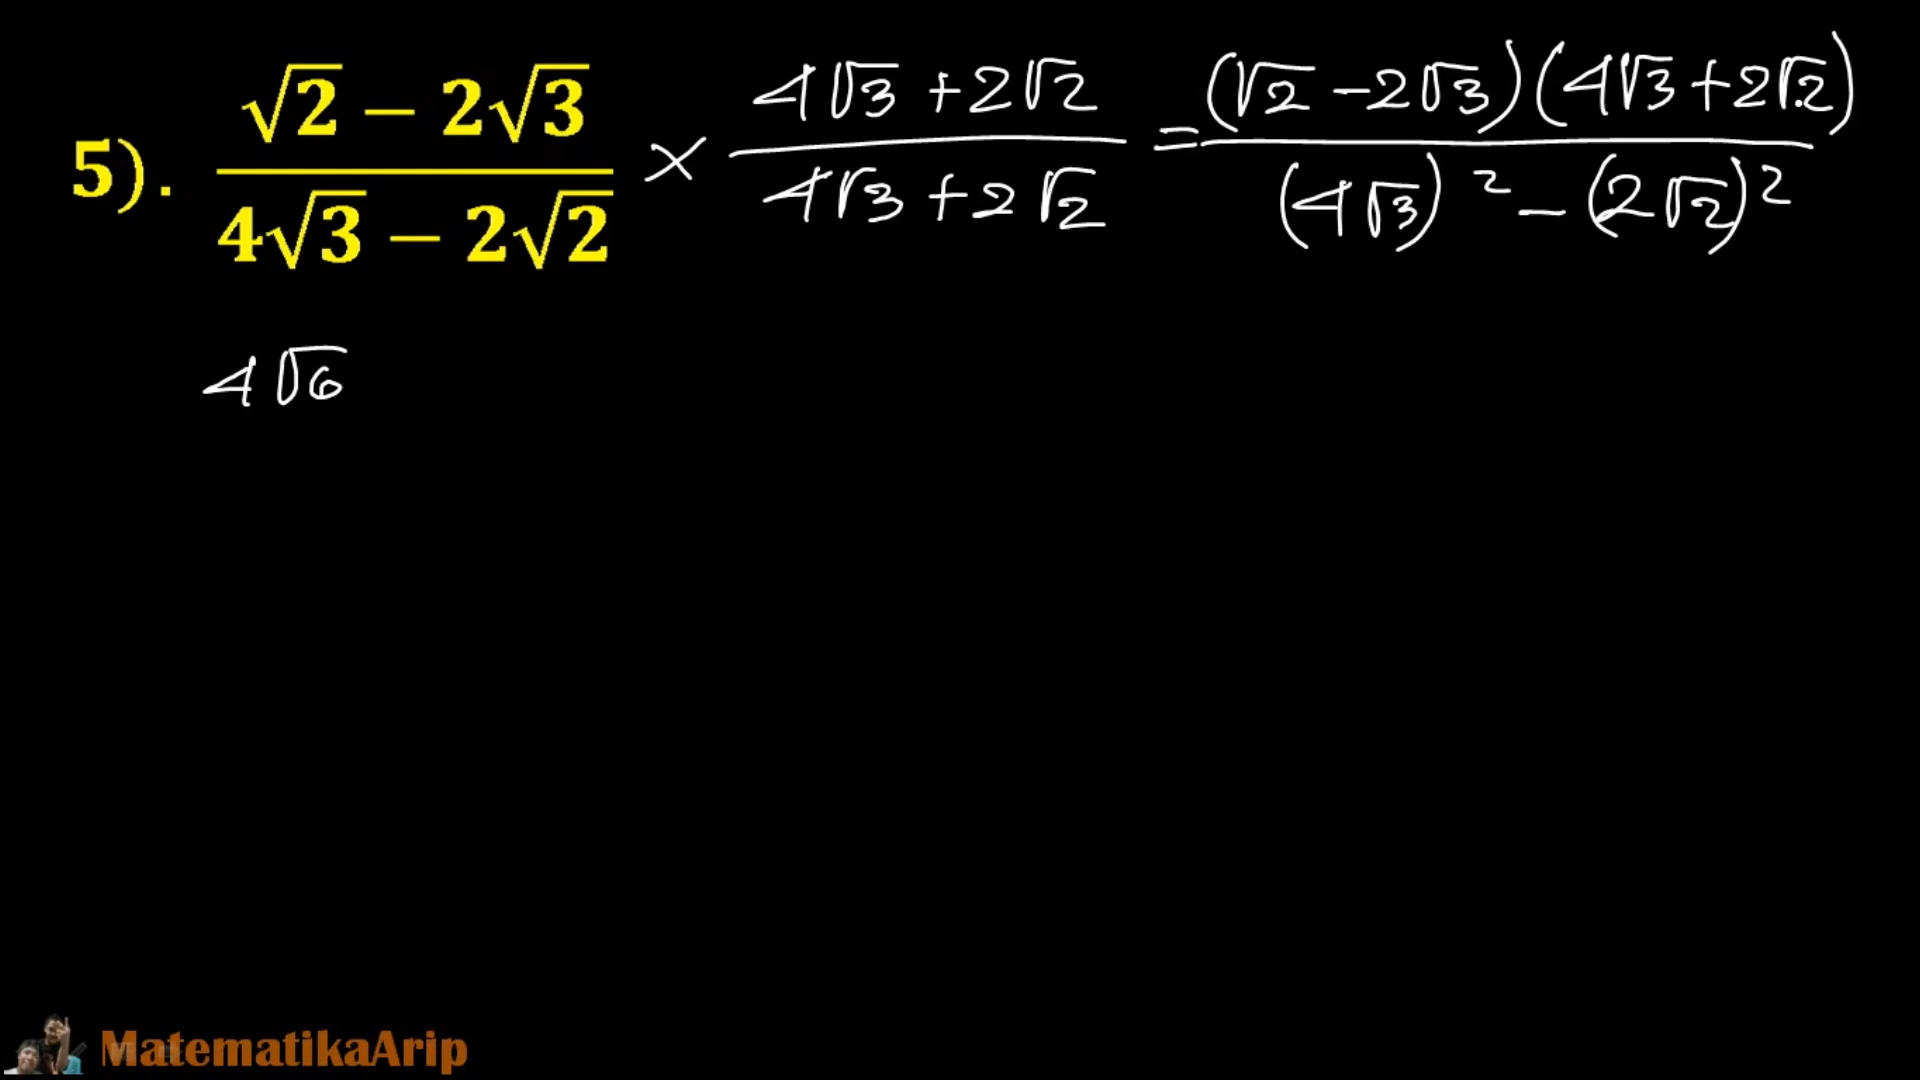 5). (√2 − 2√3)/(4√3 − 2√2) × (4√3 + 2√2)/(4√3 + 2√2) = (√2 − 2√3)(4√3 + 2√2)/((4√3)² − (2√2)²)
4√6
MatematikaArip